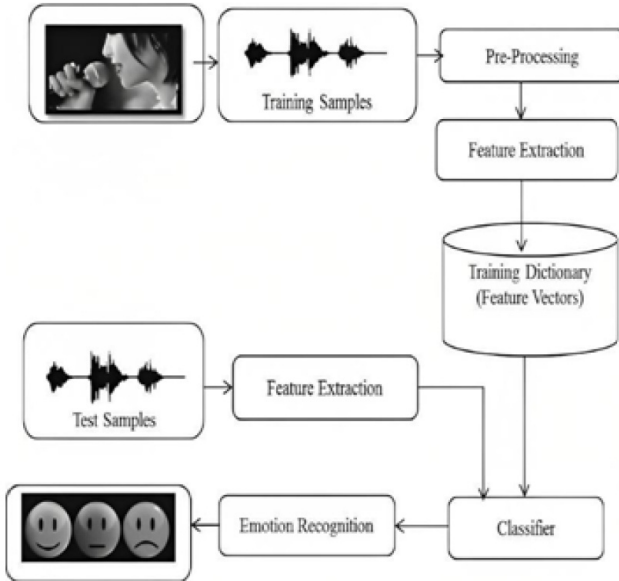 Training Samples
Pre-Processing
Feature Extraction
Training Dictionary
(Feature Vectors)
Test Samples
Feature Extraction
Emotion Recognition
Classifier